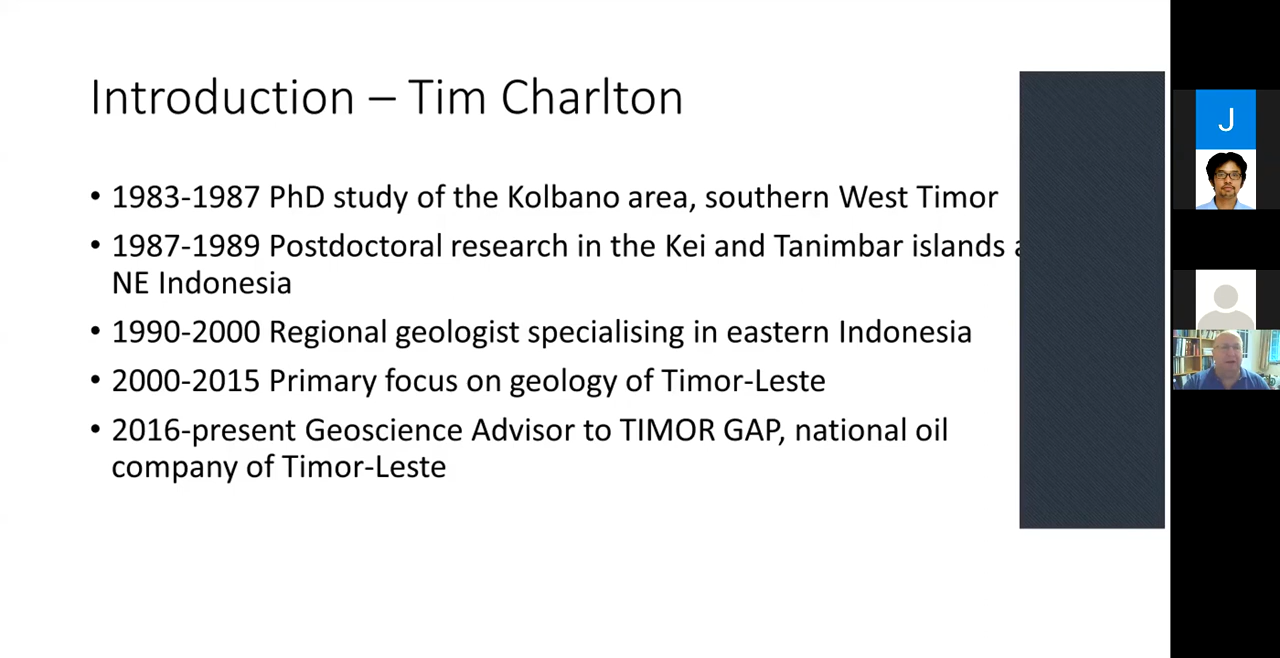 Introduction – Tim Charlton
• 1983-1987 PhD study of the Kolbano area, southern West Timor
• 1987-1989 Postdoctoral research in the Kei and Tanimbar islands
NE Indonesia
• 1990-2000 Regional geologist specialising in eastern Indonesia
• 2000-2015 Primary focus on geology of Timor-Leste
• 2016-present Geoscience Advisor to TIMOR GAP, national oil
company of Timor-Leste
J